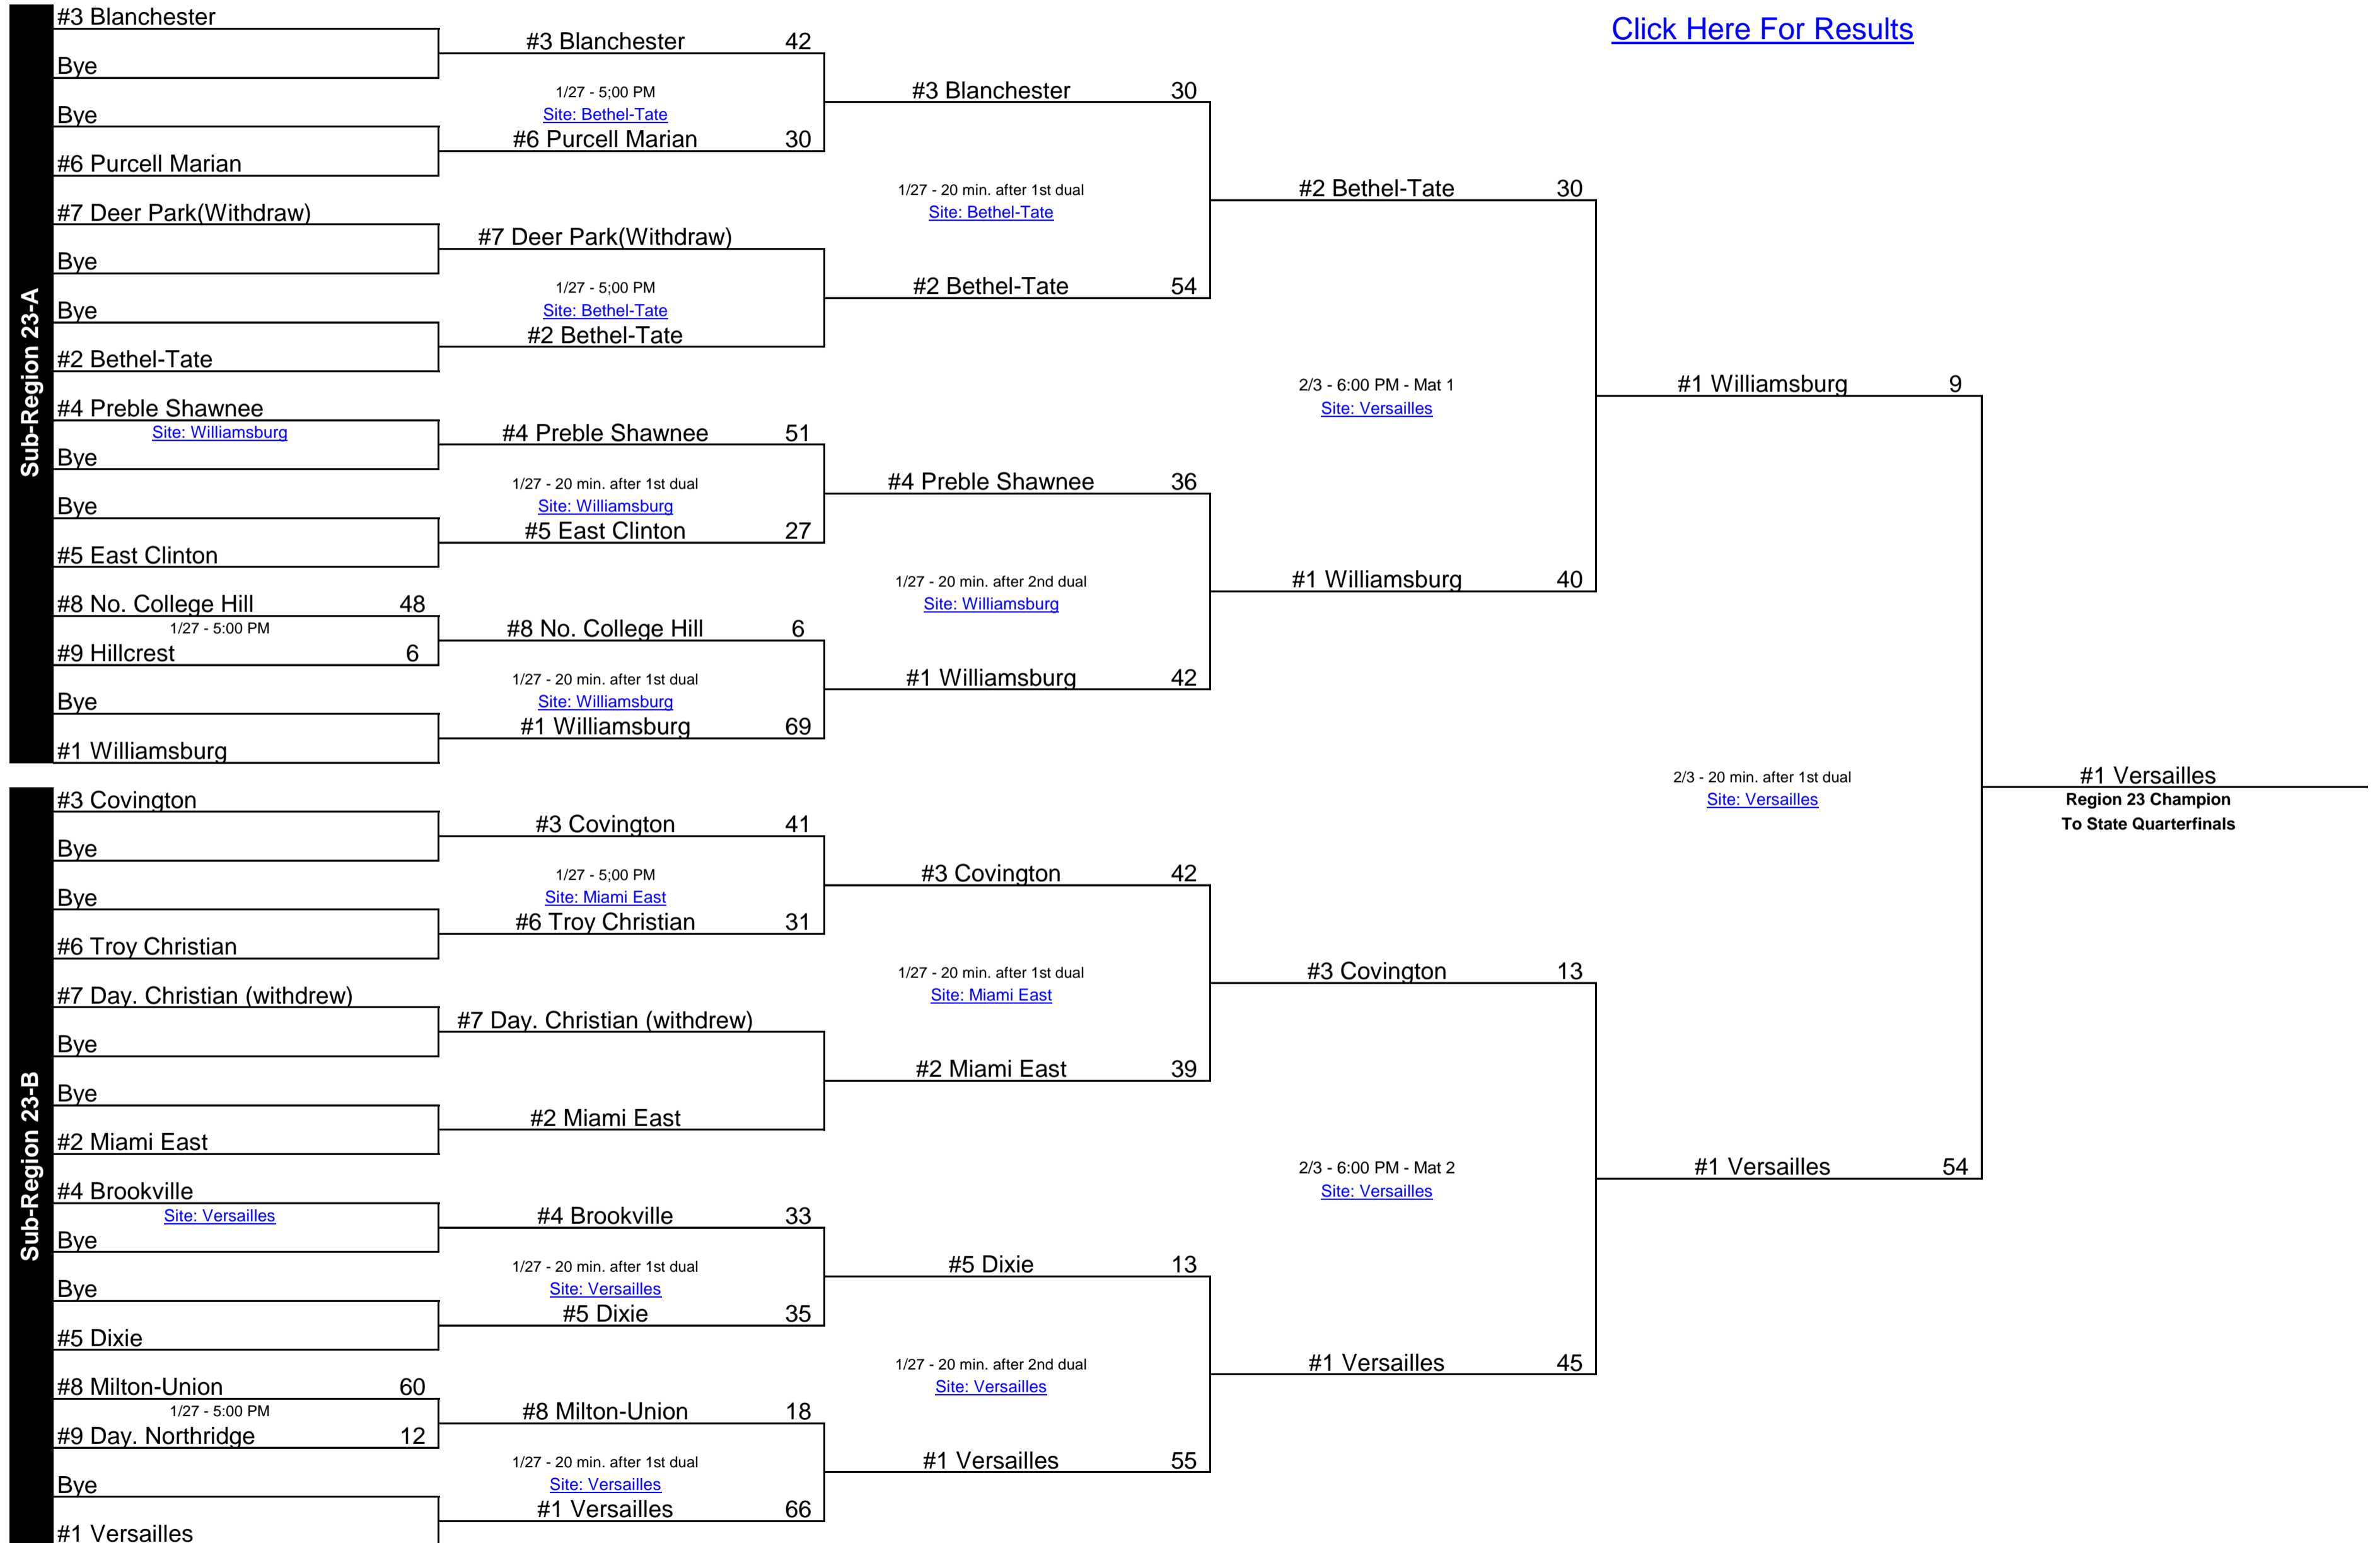 Click Here For Results
Sub-Region 23-A
#3 Blanchester
Bye
Bye
#6 Purcell Marian
#7 Deer Park(Withdraw)
Bye
Bye
#2 Bethel-Tate
#4 Preble Shawnee
Site: Williamsburg
Bye
Bye
#5 East Clinton
#8 No. College Hill 48
1/27 - 5:00 PM
#9 Hillcrest 6
Bye
#1 Williamsburg
#3 Blanchester 42
1/27 - 5;00 PM
Site: Bethel-Tate
#6 Purcell Marian 30
#7 Deer Park(Withdraw)
1/27 - 5;00 PM
Site: Bethel-Tate
#2 Bethel-Tate
#4 Preble Shawnee 51
1/27 - 20 min. after 1st dual
Site: Williamsburg
#5 East Clinton 27
#8 No. College Hill 6
1/27 - 20 min. after 1st dual
Site: Williamsburg
#1 Williamsburg 69
#3 Blanchester 30
1/27 - 20 min. after 1st dual
Site: Bethel-Tate
#2 Bethel-Tate 54
#4 Preble Shawnee 36
1/27 - 20 min. after 2nd dual
Site: Williamsburg
#1 Williamsburg 42
#2 Bethel-Tate 30
2/3 - 6:00 PM - Mat 1
Site: Versailles
#1 Williamsburg 40
#1 Williamsburg 9
Sub-Region 23-B
#3 Covington
Bye
Bye
#6 Troy Christian
#7 Day. Christian (withdrew)
Bye
Bye
#2 Miami East
#4 Brookville
Site: Versailles
Bye
Bye
#5 Dixie
#8 Milton-Union 60
1/27 - 5:00 PM
#9 Day. Northridge 12
Bye
#1 Versailles
#3 Covington 41
1/27 - 5;00 PM
Site: Miami East
#6 Troy Christian 31
#7 Day. Christian (withdrew)
#2 Miami East
#4 Brookville 33
1/27 - 20 min. after 1st dual
Site: Versailles
#5 Dixie 35
#8 Milton-Union 18
1/27 - 20 min. after 1st dual
Site: Versailles
#1 Versailles 66
#3 Covington 42
1/27 - 20 min. after 1st dual
Site: Miami East
#2 Miami East 39
#5 Dixie 13
1/27 - 20 min. after 2nd dual
Site: Versailles
#1 Versailles 55
#3 Covington 13
2/3 - 6:00 PM - Mat 2
Site: Versailles
#1 Versailles 45
2/3 - 20 min. after 1st dual
Site: Versailles
#1 Versailles 54
#1 Versailles
Region 23 Champion
To State Quarterfinals